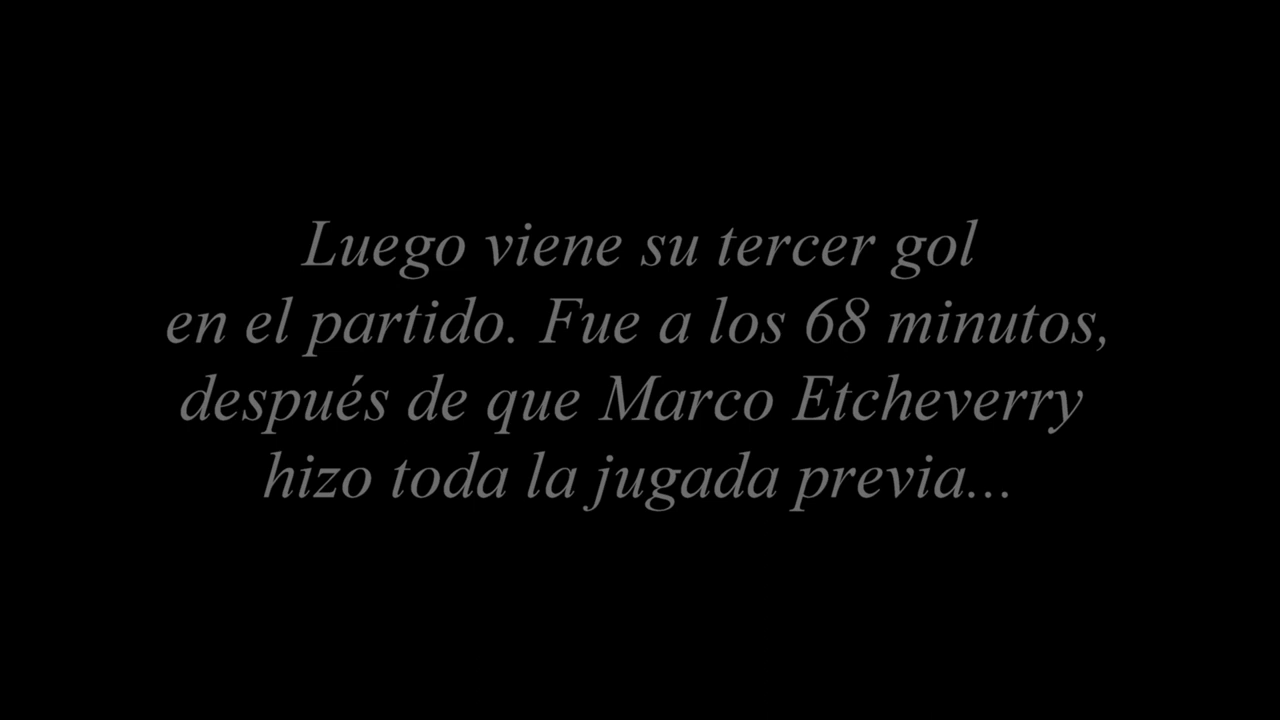 Luego viene su tercer gol
en el partido. Fue a los 68 minutos,
después de que Marco Etcheverry
hizo toda la jugada previa...